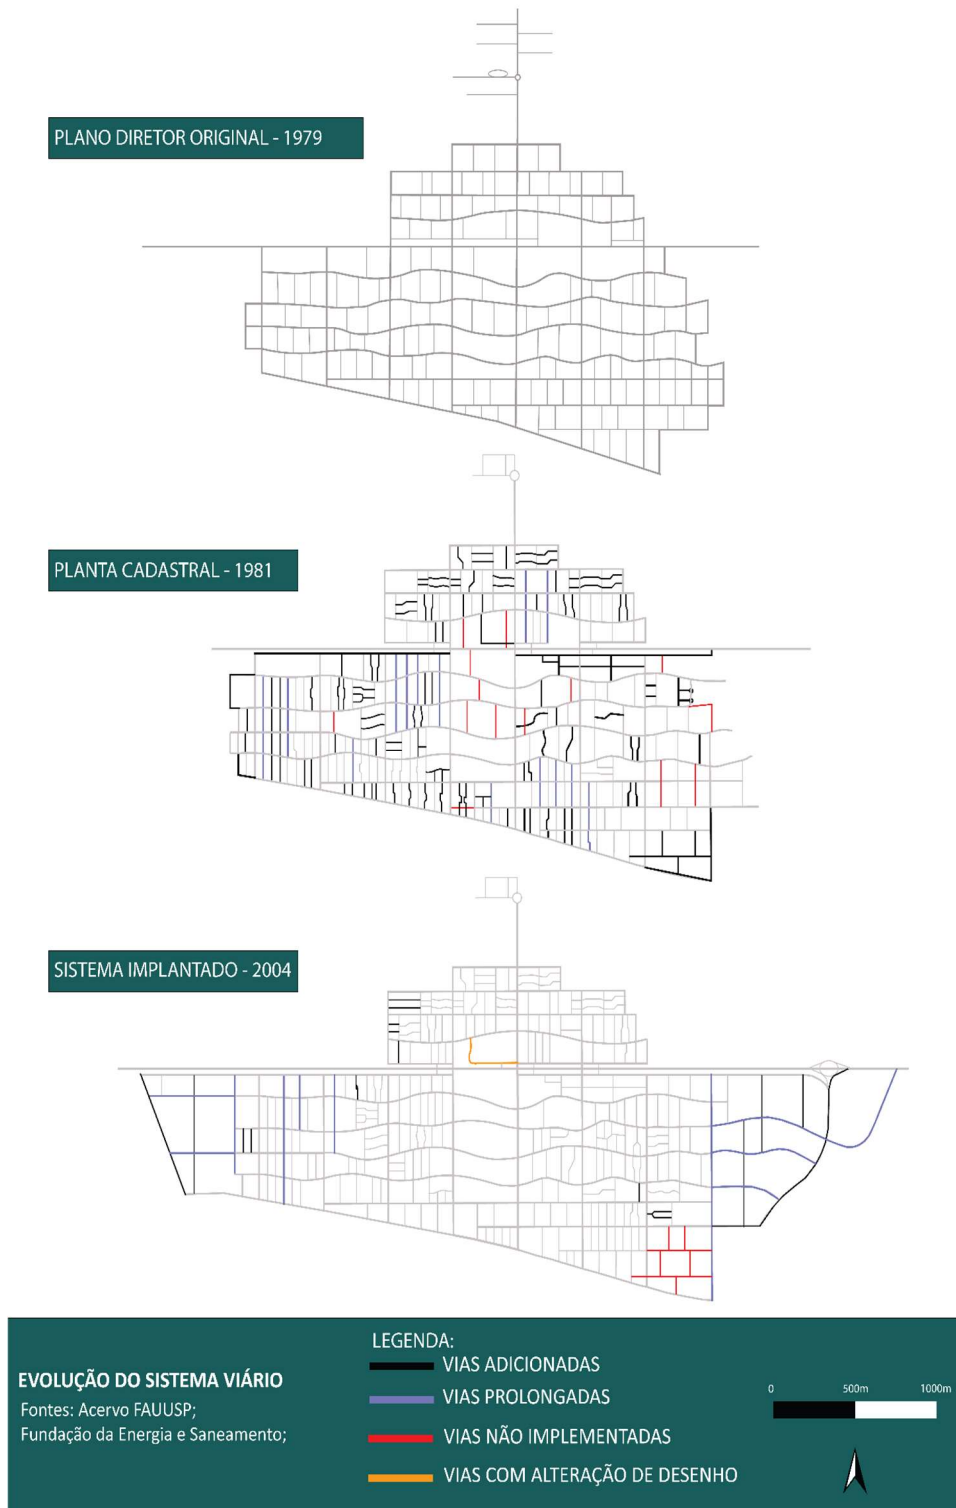 PLANO DIRETOR ORIGINAL - 1979
PLANTA CADASTRAL - 1981
SISTEMA IMPLANTADO - 2004
EVOLUÇÃO DO SISTEMA VIÁRIO
Fontes: Acervo FAUUSP;
Fundação da Energia e Saneamento;
LEGENDA:
VIAS ADICIONADAS
VIAS PROLONGADAS
VIAS NÃO IMPLEMENTADAS
VIAS COM ALTERAÇÃO DE DESENHO
0 500m 1000m